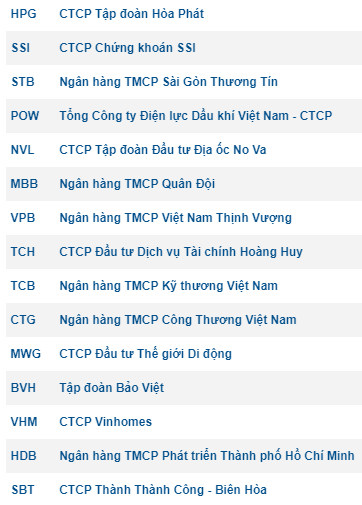 HPG CTCP Tập đoàn Hòa Phát
SSI CTCP Chứng khoán SSI
STB Ngân hàng TMCP Sài Gòn Thương Tín
POW Tổng Công ty Điện lực Dầu khí Việt Nam - CTCP
NVL CTCP Tập đoàn Đầu tư Địa ốc No Va
MBB Ngân hàng TMCP Quân Đội
VPB Ngân hàng TMCP Việt Nam Thịnh Vượng
TCH CTCP Đầu tư Dịch vụ Tài chính Hoàng Huy
TCB Ngân hàng TMCP Kỹ thương Việt Nam
CTG Ngân hàng TMCP Công Thương Việt Nam
MWG CTCP Đầu tư Thế giới Di động
BVH Tập đoàn Bảo Việt
VHM CTCP Vinhomes
HDB Ngân hàng TMCP Phát triển Thành phố Hồ Chí Minh
SBT CTCP Thành Thành Công - Biên Hòa